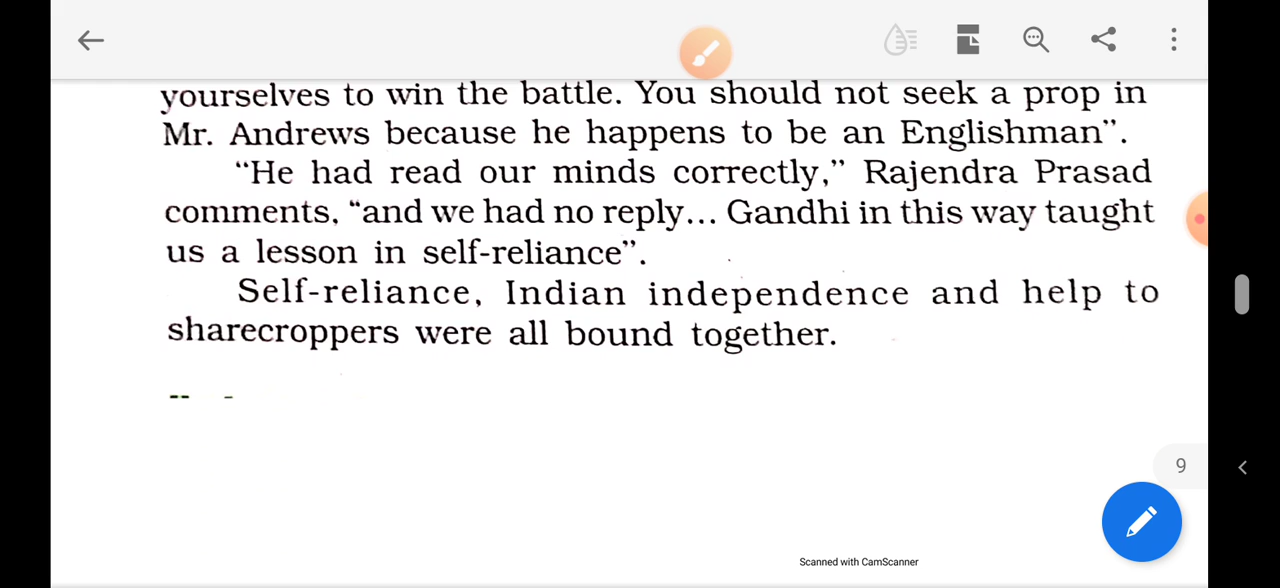 yourselves to win the battle. You should not seek a prop in
Mr. Andrews because he happens to be an Englishman”.
“He had read our minds correctly,” Rajendra Prasad
comments, “and we had no reply... Gandhi in this way taught
us a lesson in self-reliance”.
Self-reliance, Indian independence and help to
sharecroppers were all bound together.
9
Scanned with CamScanner